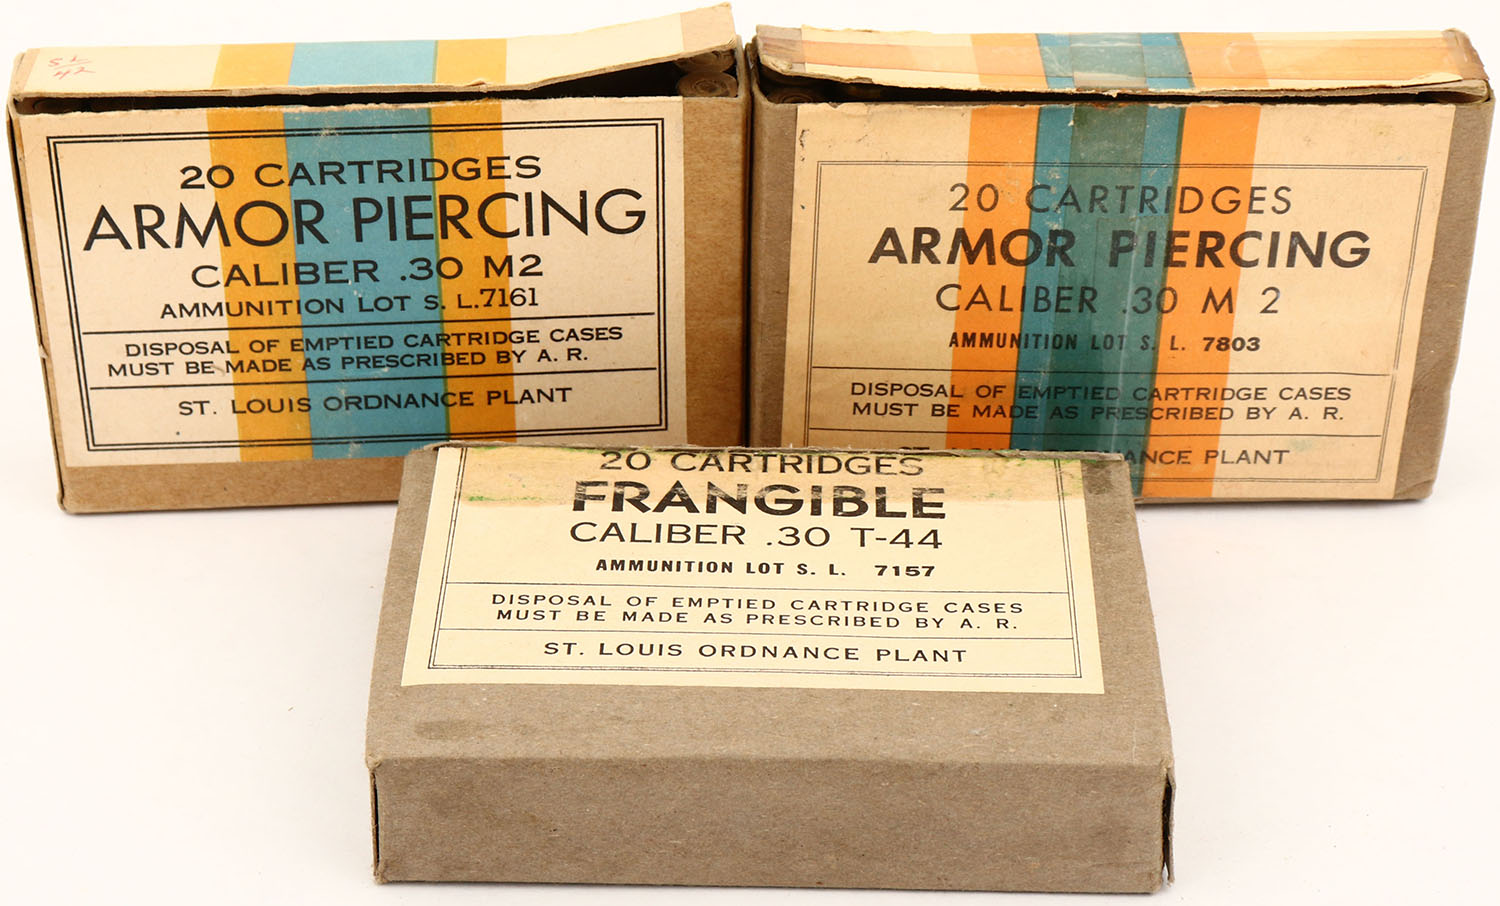 SL
42
20 CARTRIDGES
ARMOR PIERCING
CALIBER .30 M2
AMMUNITION LOT S. L. 7161
DISPOSAL OF EMPTIED CARTRIDGE CASES
MUST BE MADE AS PRESCRIBED BY A. R.
ST. LOUIS ORDNANCE PLANT
20 CARTRIDGES
ARMOR PIERCING
CALIBER .30 M 2
AMMUNITION LOT S. L. 7803
DISPOSAL OF EMPTIED CARTRIDGE CASES
MUST BE MADE AS PRESCRIBED BY A. R.
PLANT
20 CARTRIDGES
FRANGIBLE
CALIBER .30 T-44
AMMUNITION LOT S. L. 7157
DISPOSAL OF EMPTIED CARTRIDGE CASES
MUST BE MADE AS PRESCRIBED BY A. R.
ST. LOUIS ORDNANCE PLANT